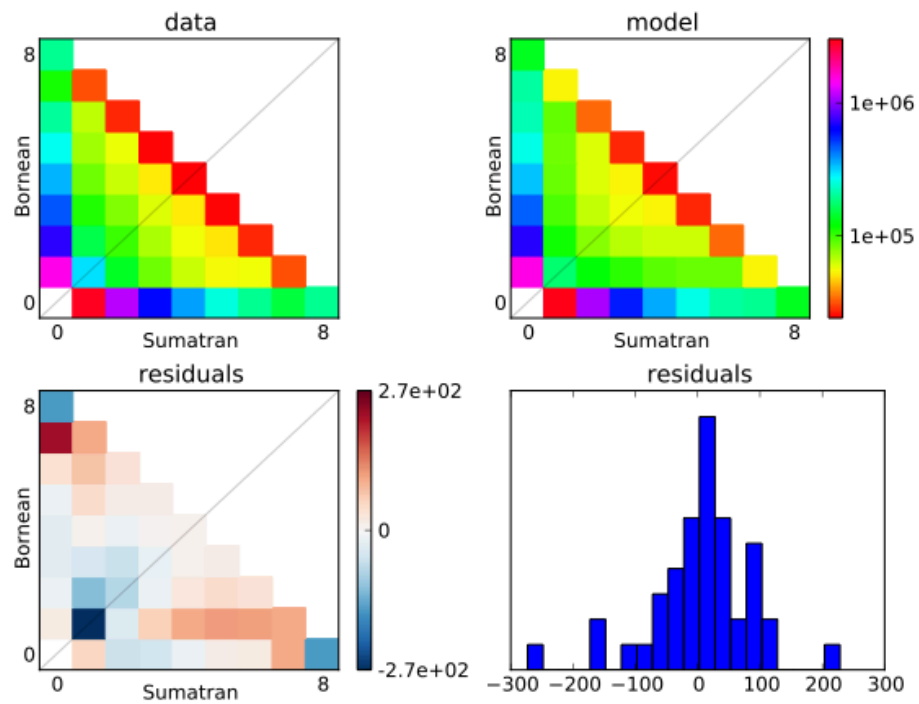 data
model
8
Bornean
0
0
8
Sumatran
8
Bornean
0
0
8
Sumatran
1e+06
1e+05
residuals
residuals
8
Bornean
0
0
8
Sumatran
2.7e+02
0
-2.7e+02
−300 −200 −100 0 100 200 300